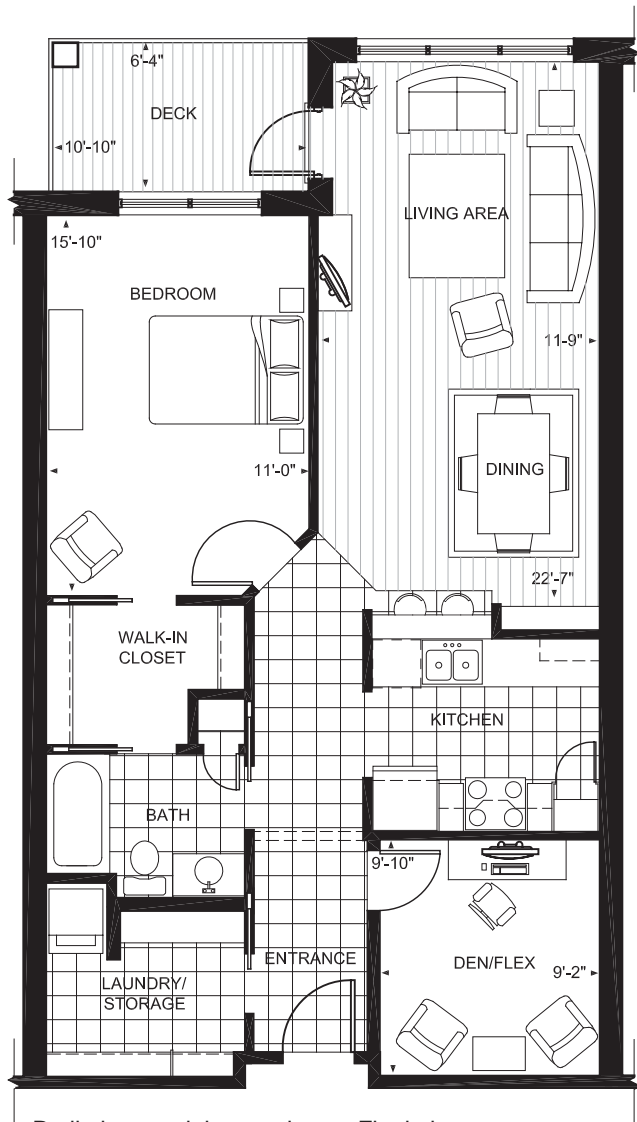 6'-4"
DECK
10'-10"
15'-10"
LIVING AREA
BEDROOM
11'-9"
11'-0"
DINING
22'-7"
WALK-IN
CLOSET
KITCHEN
BATH
9'-10"
ENTRANCE
DEN/FLEX
9'-2"
LAUNDRY/
STORAGE